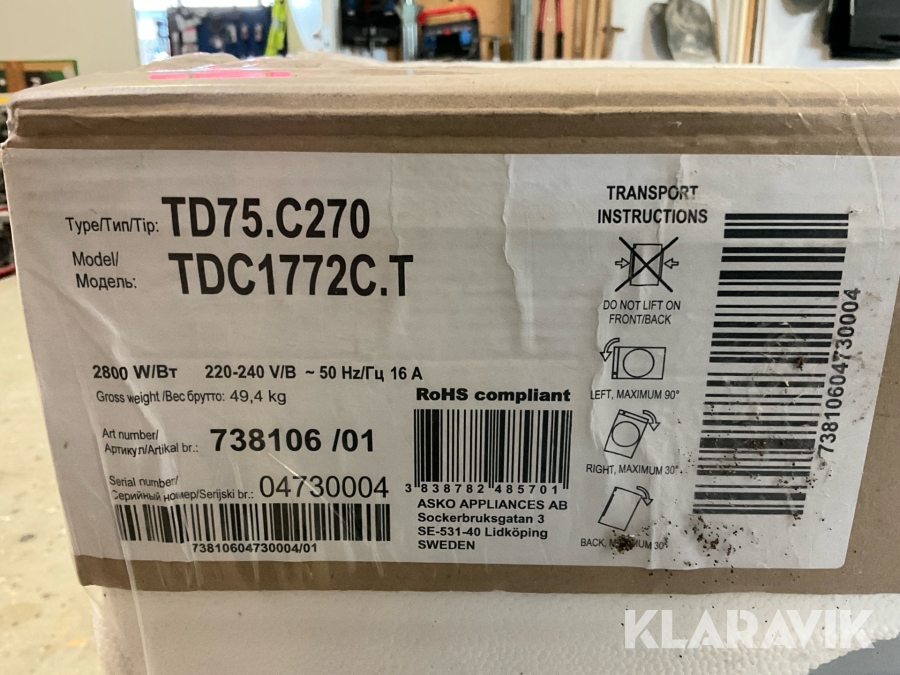 Type/Тип/Tip: TD75.C270
Model/
Модель: TDC1772C.T
2800 W/Вт 220-240 V/В ~ 50 Hz/Гц 16 A
Gross weight /Вес брутто: 49,4 kg
Art number/
Артикул/Artikal br.: 738106 /01
Serial number/
Серийный номер/Serijski br.: 04730004
73810604730004/01
RoHS compliant
3 838782 485701
ASKO APPLIANCES AB
Sockerbruksgatan 3
SE-531-40 Lidköping
SWEDEN
TRANSPORT
INSTRUCTIONS
DO NOT LIFT ON
FRONT/BACK
LEFT, MAXIMUM 90°
RIGHT, MAXIMUM 30°
BACK, MAXIMUM 30°
73810604730004
KLARAVIK